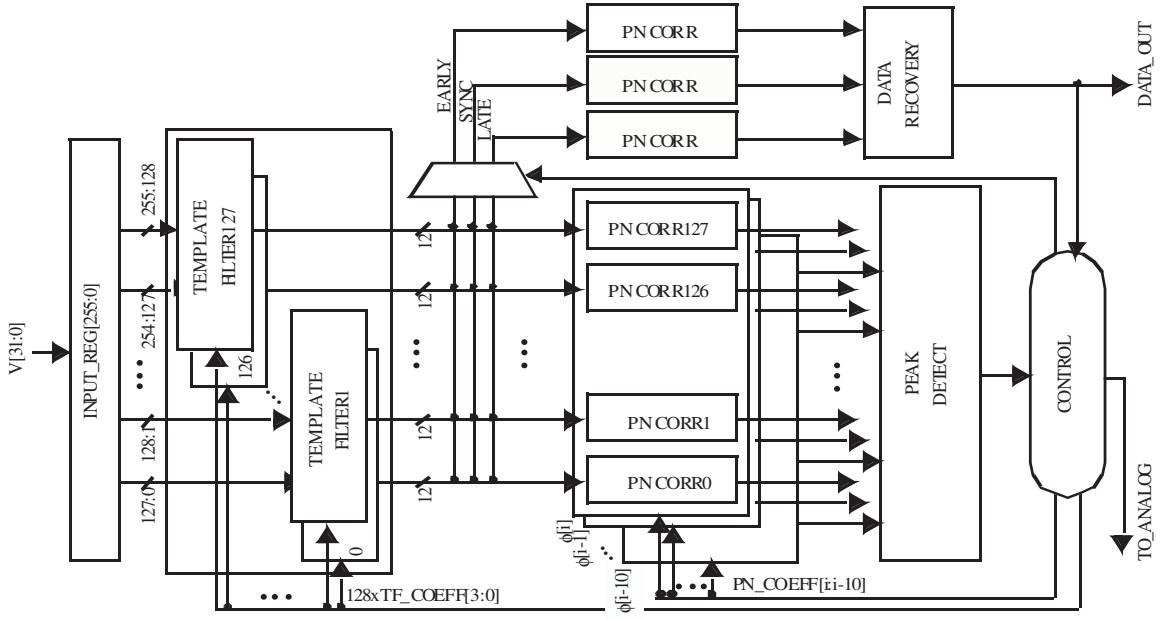 V[31:0]
INPUT_REG[255:0]
255:128
254:127
128:1
127:0
TEMPLATE
FILTER127
126
TEMPLATE
FILTER1
0
128xTF_COEFF[3:0]
12
12
12
12
EARLY
SYNC
LATE
PN CORR
PN CORR
PN CORR
DATA
RECOVERY
DATA_OUT
PN CORR127
PN CORR126
PN CORR1
PN CORR0
ϕ[i]
ϕ[i-1]
ϕ[i-10]
PN_COEFF[i:i-10]
PEAK
DETECT
CONTROL
TO_ANALOG